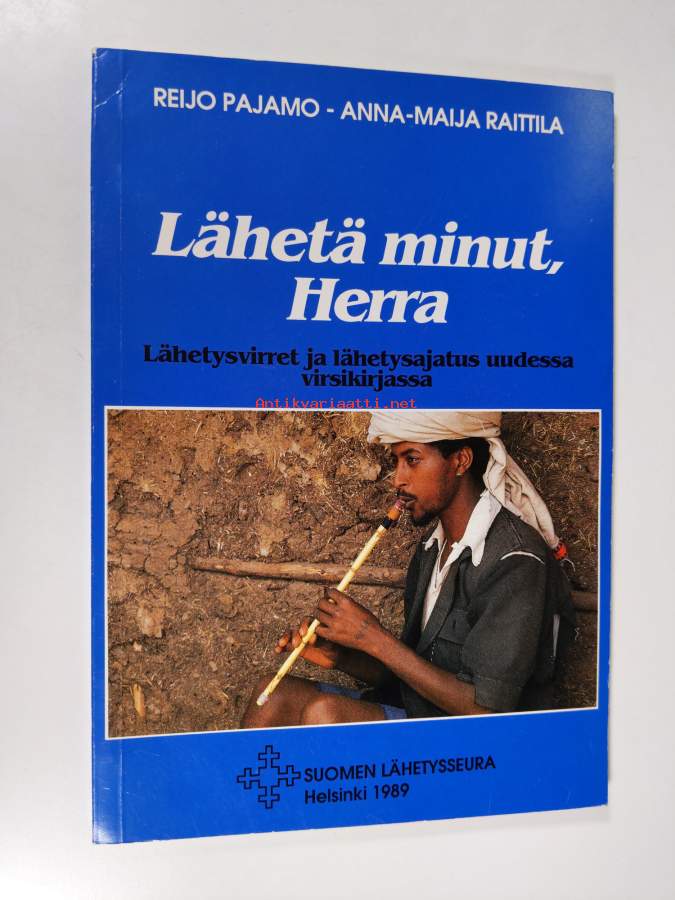 REIJO PAJAMO - ANNA-MAIJA RAITTILA
Lähetä minut,
Herra
Lähetysvirret ja lähetysajatus uudessa
virsikirjassa
Antikvariaatti.net
SUOMEN LÄHETYSSEURA
Helsinki 1989